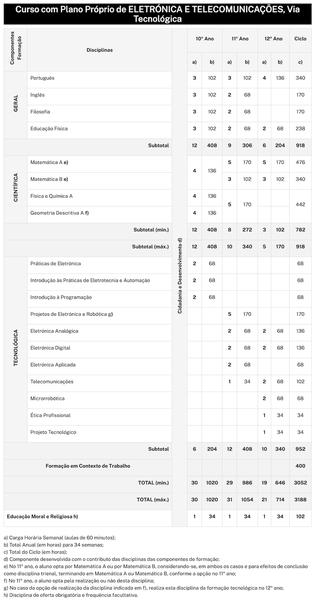 Curso com Plano Próprio de ELETRÓNICA E TELECOMUNICAÇÕES, Via
Tecnológica
Componentes Formação Disciplinas 10º Ano 11º Ano 12º Ano Ciclo
a) b) a) b) a) b) c)
GERAL
Português 3 102 3 102 4 136 340
Inglês 3 102 2 68 170
Filosofia 3 102 2 68 170
Educação Física 3 102 2 68 2 68 238
Subtotal 12 408 9 306 6 204 918
CIENTÍFICA
Matemática A e) 4 136 5 170 5 170 476
Matemática B e) 3 102 3 102 340
Física e Química A 4 136 5 170 442
Geometria Descritiva A f) 4 136
Subtotal (mín.) 12 408 8 272 3 102 782
Subtotal (máx.) 12 408 10 340 5 170 918
Cidadania e Desenvolvimento d)
TECNOLÓGICA
Práticas de Eletrónica 2 68 68
Introdução às Práticas de Eletrotecnia e Automação 2 68 68
Introdução à Programação 2 68 68
Projetos de Eletrónica e Robótica g) 5 170 170
Eletrónica Analógica 2 68 2 68 136
Eletrónica Digital 2 68 2 68 136
Eletrónica Aplicada 2 68 68
Telecomunicações 1 34 2 68 102
Microrrobótica 2 68 68
Ética Profissional 1 34 34
Projeto Tecnológico 1 34 34
Subtotal 6 204 12 408 10 340 952
Formação em Contexto de Trabalho 400
TOTAL (mín.) 30 1020 29 986 19 646 3052
TOTAL (máx.) 30 1020 31 1054 21 714 3188
Educação Moral e Religiosa h) 1 34 1 34 1 34 102
a) Carga Horária Semanal (aulas de 60 minutos);
b) Total Anual (em horas) para 34 semanas;
c) Total do Ciclo (em horas);
d) Componente desenvolvida com o contributo das disciplinas das componentes de formação;
e) No 11º ano, o aluno opta por Matemática A ou por Matemática B, considerando-se, em ambos os casos e para efeitos de conclusão
como disciplina trienal, terminando em Matemática A ou Matemática B, conforme a opção no 11º ano;
f) No 11º ano, o aluno opta pela realização ou não desta disciplina;
g) No caso da opção de realização da disciplina indicada em f), realiza esta disciplina da formação tecnológica no 12º ano;
h) Disciplina de oferta obrigatória e frequência facultativa.